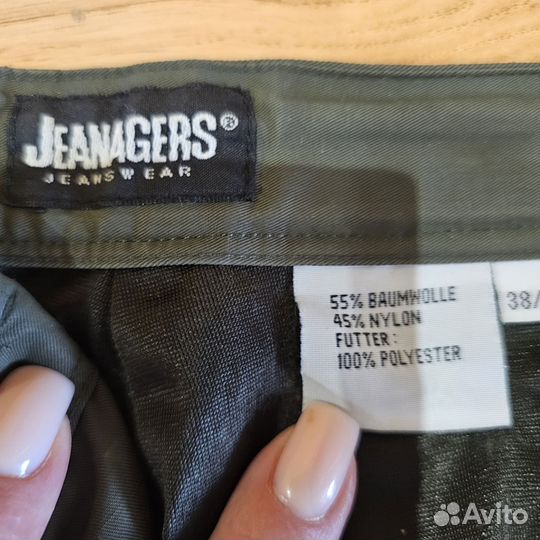 JEANAGERS®
JEANSWEAR
55% BAUMWOLLE
45% NYLON
FUTTER:
100% POLYESTER
38/
Avito